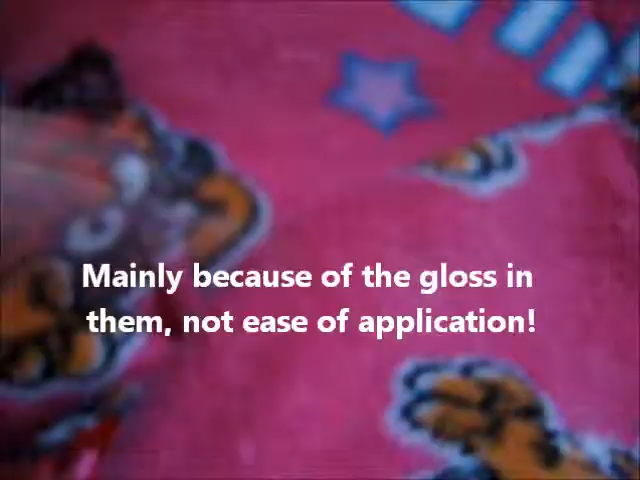 Mainly because of the gloss in
them, not ease of application!